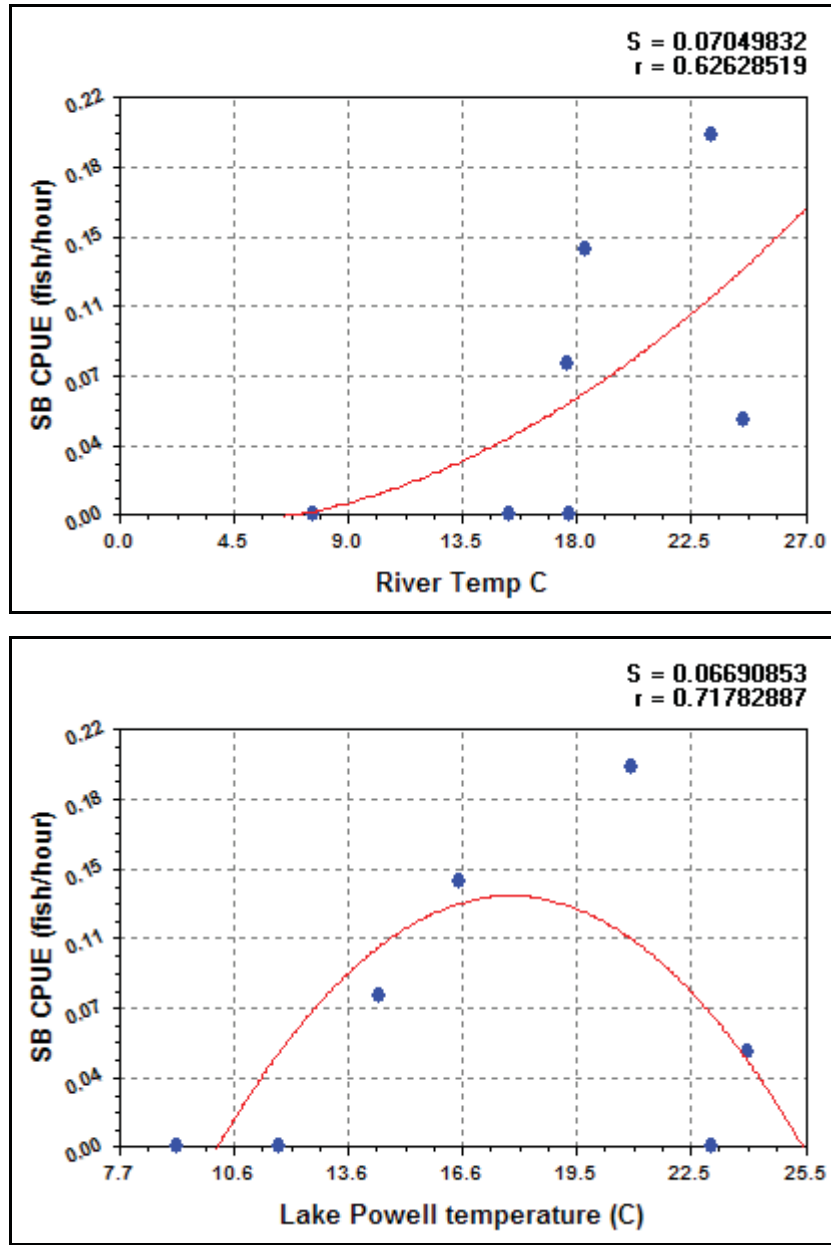 S = 0.07049832
r = 0.62628519
0.22
0.18
0.15
0.11
0.07
0.04
0.00
SB CPUE (fish/hour)
0.0 4.5 9.0 13.5 18.0 22.5 27.0
River Temp C
S = 0.06690853
r = 0.71782887
0.22
0.18
0.15
0.11
0.07
0.04
0.00
SB CPUE (fish/hour)
7.7 10.6 13.6 16.6 19.5 22.5 25.5
Lake Powell temperature (C)